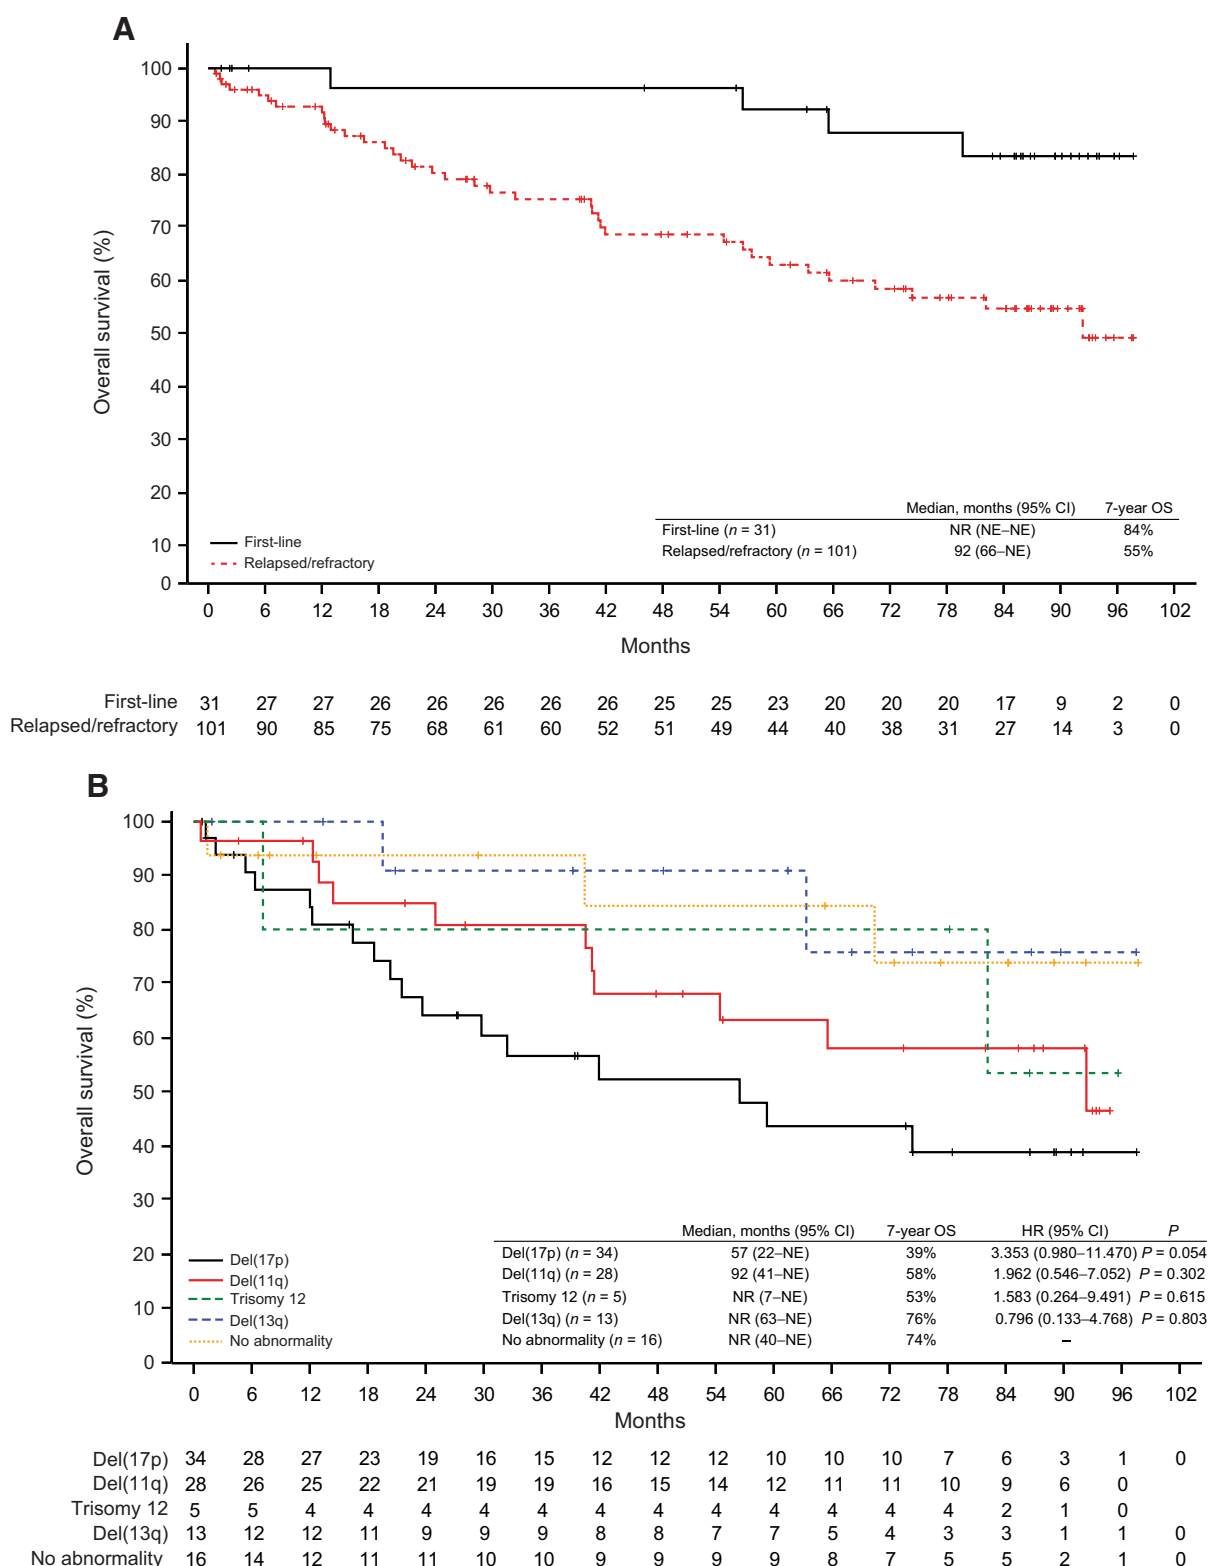 A
Overall survival (%)
100
90
80
70
60
50
40
30
20
10
0
Median, months (95% CI) 7-year OS
First-line (n = 31) NR (NE–NE) 84%
Relapsed/refractory (n = 101) 92 (66–NE) 55%
First-line
Relapsed/refractory
0 6 12 18 24 30 36 42 48 54 60 66 72 78 84 90 96 102
Months
First-line 31 27 27 26 26 26 26 26 25 25 23 20 20 20 17 9 2 0
Relapsed/refractory 101 90 85 75 68 61 60 52 51 49 44 40 38 31 27 14 3 0
B
Overall survival (%)
100
90
80
70
60
50
40
30
20
10
0
Median, months (95% CI) 7-year OS HR (95% CI) P
Del(17p) (n = 34) 57 (22–NE) 39% 3.353 (0.980–11.470) P = 0.054
Del(11q) (n = 28) 92 (41–NE) 58% 1.962 (0.546–7.052) P = 0.302
Trisomy 12 (n = 5) NR (7–NE) 53% 1.583 (0.264–9.491) P = 0.615
Del(13q) (n = 13) NR (63–NE) 76% 0.796 (0.133–4.768) P = 0.803
No abnormality (n = 16) NR (40–NE) 74% –
Del(17p)
Del(11q)
Trisomy 12
Del(13q)
No abnormality
0 6 12 18 24 30 36 42 48 54 60 66 72 78 84 90 96 102
Months
Del(17p) 34 28 27 23 19 16 15 12 12 12 10 10 10 7 6 3 1 0
Del(11q) 28 26 25 22 21 19 19 16 15 14 12 11 11 10 9 6 0
Trisomy 12 5 5 4 4 4 4 4 4 4 4 4 4 4 4 2 1 0
Del(13q) 13 12 12 11 9 9 9 8 8 7 7 5 4 3 3 1 1 0
No abnormality 16 14 12 11 11 10 10 9 9 9 9 8 7 5 5 2 1 0